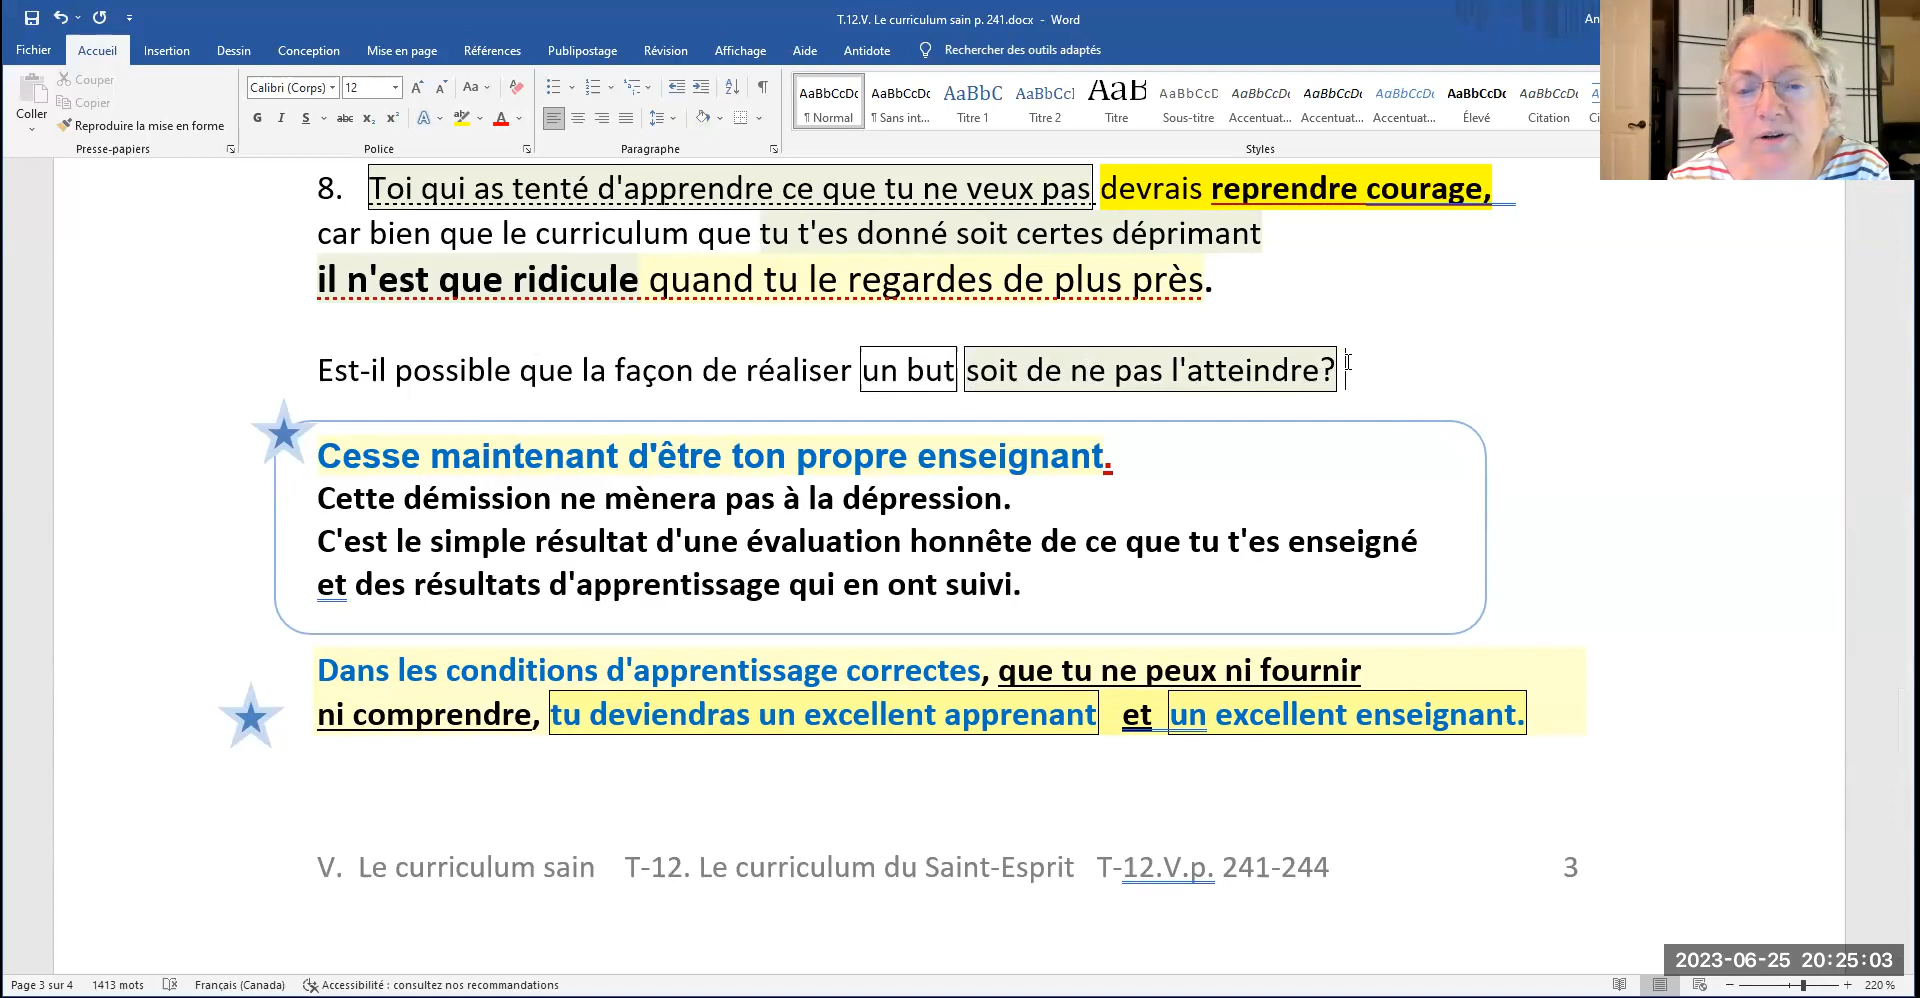 T.12.V. Le curriculum sain p. 241.docx - Word
An
Fichier Accueil Insertion Dessin Conception Mise en page Références Publipostage Révision Affichage Aide Antidote Rechercher des outils adaptés
Coller
Couper
Copier
Reproduire la mise en forme
Presse-papiers
Calibri (Corps) 12
Aa
G I S abc x₂ x²
Police
Paragraphe
AaBbCcDc AaBbCcDc AaBbC AaBbCcI AaB AaBbCcD AaBbCcDc AaBbCcDc AaBbCcDc AaBbCcDc AaBbCcDc
¶ Normal ¶ Sans int... Titre 1 Titre 2 Titre Sous-titre Accentuat... Accentuat... Accentuat... Élevé Citation
Styles
8. Toi qui as tenté d'apprendre ce que tu ne veux pas devrais reprendre courage,
car bien que le curriculum que tu t'es donné soit certes déprimant
il n'est que ridicule quand tu le regardes de plus près.
Est-il possible que la façon de réaliser un but soit de ne pas l'atteindre?
Cesse maintenant d'être ton propre enseignant.
Cette démission ne mènera pas à la dépression.
C'est le simple résultat d'une évaluation honnête de ce que tu t'es enseigné
et des résultats d'apprentissage qui en ont suivi.
Dans les conditions d'apprentissage correctes, que tu ne peux ni fournir
ni comprendre, tu deviendras un excellent apprenant et un excellent enseignant.
V. Le curriculum sain T-12. Le curriculum du Saint-Esprit T-12.V.p. 241-244 3
2023-06-25 20:25:03
Page 3 sur 4 1413 mots Français (Canada) Accessibilité : consultez nos recommandations 220 %